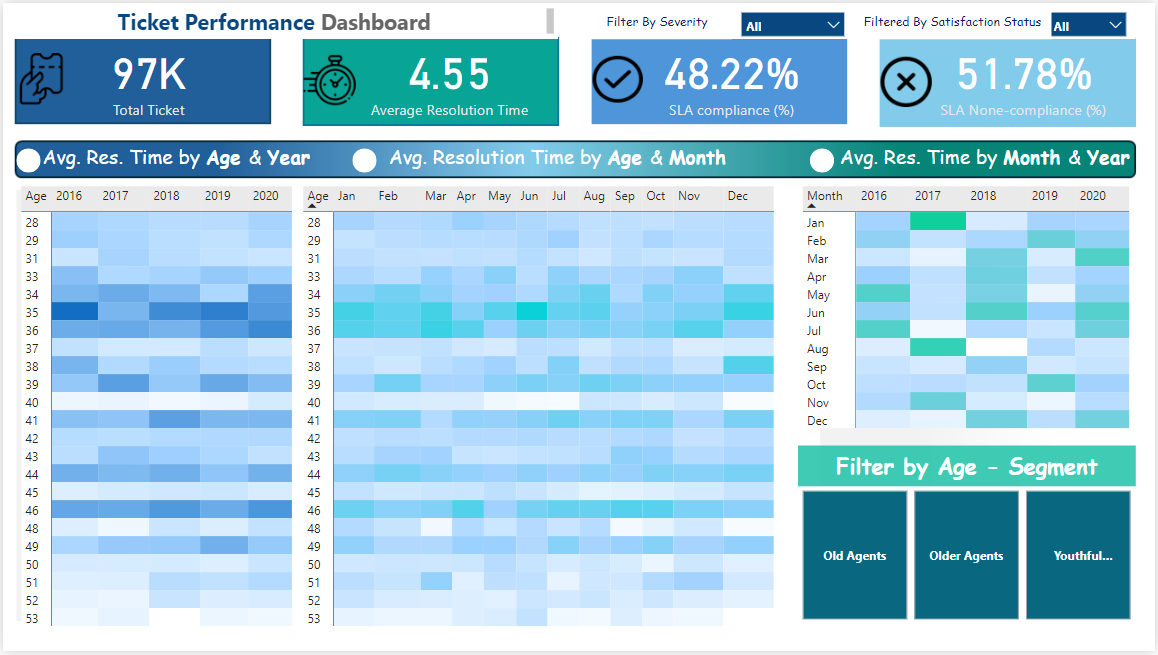 Ticket Performance Dashboard
Filter By Severity
All
Filtered By Satisfaction Status
All
97K
Total Ticket
4.55
Average Resolution Time
48.22%
SLA compliance (%)
51.78%
SLA None-compliance (%)
Avg. Res. Time by Age & Year
Avg. Resolution Time by Age & Month
Avg. Res. Time by Month & Year
Age 2016 2017 2018 2019 2020
28
29
31
33
34
35
36
37
38
39
40
41
42
43
44
45
46
48
49
50
51
52
53
Age Jan Feb Mar Apr May Jun Jul Aug Sep Oct Nov Dec
28
29
31
33
34
35
36
37
38
39
40
41
42
43
44
45
46
48
49
50
51
52
53
Month 2016 2017 2018 2019 2020
Jan
Feb
Mar
Apr
May
Jun
Jul
Aug
Sep
Oct
Nov
Dec
Filter by Age - Segment
Old Agents
Older Agents
Youthful...